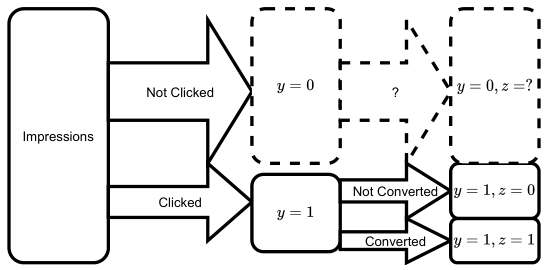 Impressions
Not Clicked
y = 0
?
y = 0, z =?
Clicked
y = 1
Not Converted
y = 1, z = 0
Converted
y = 1, z = 1